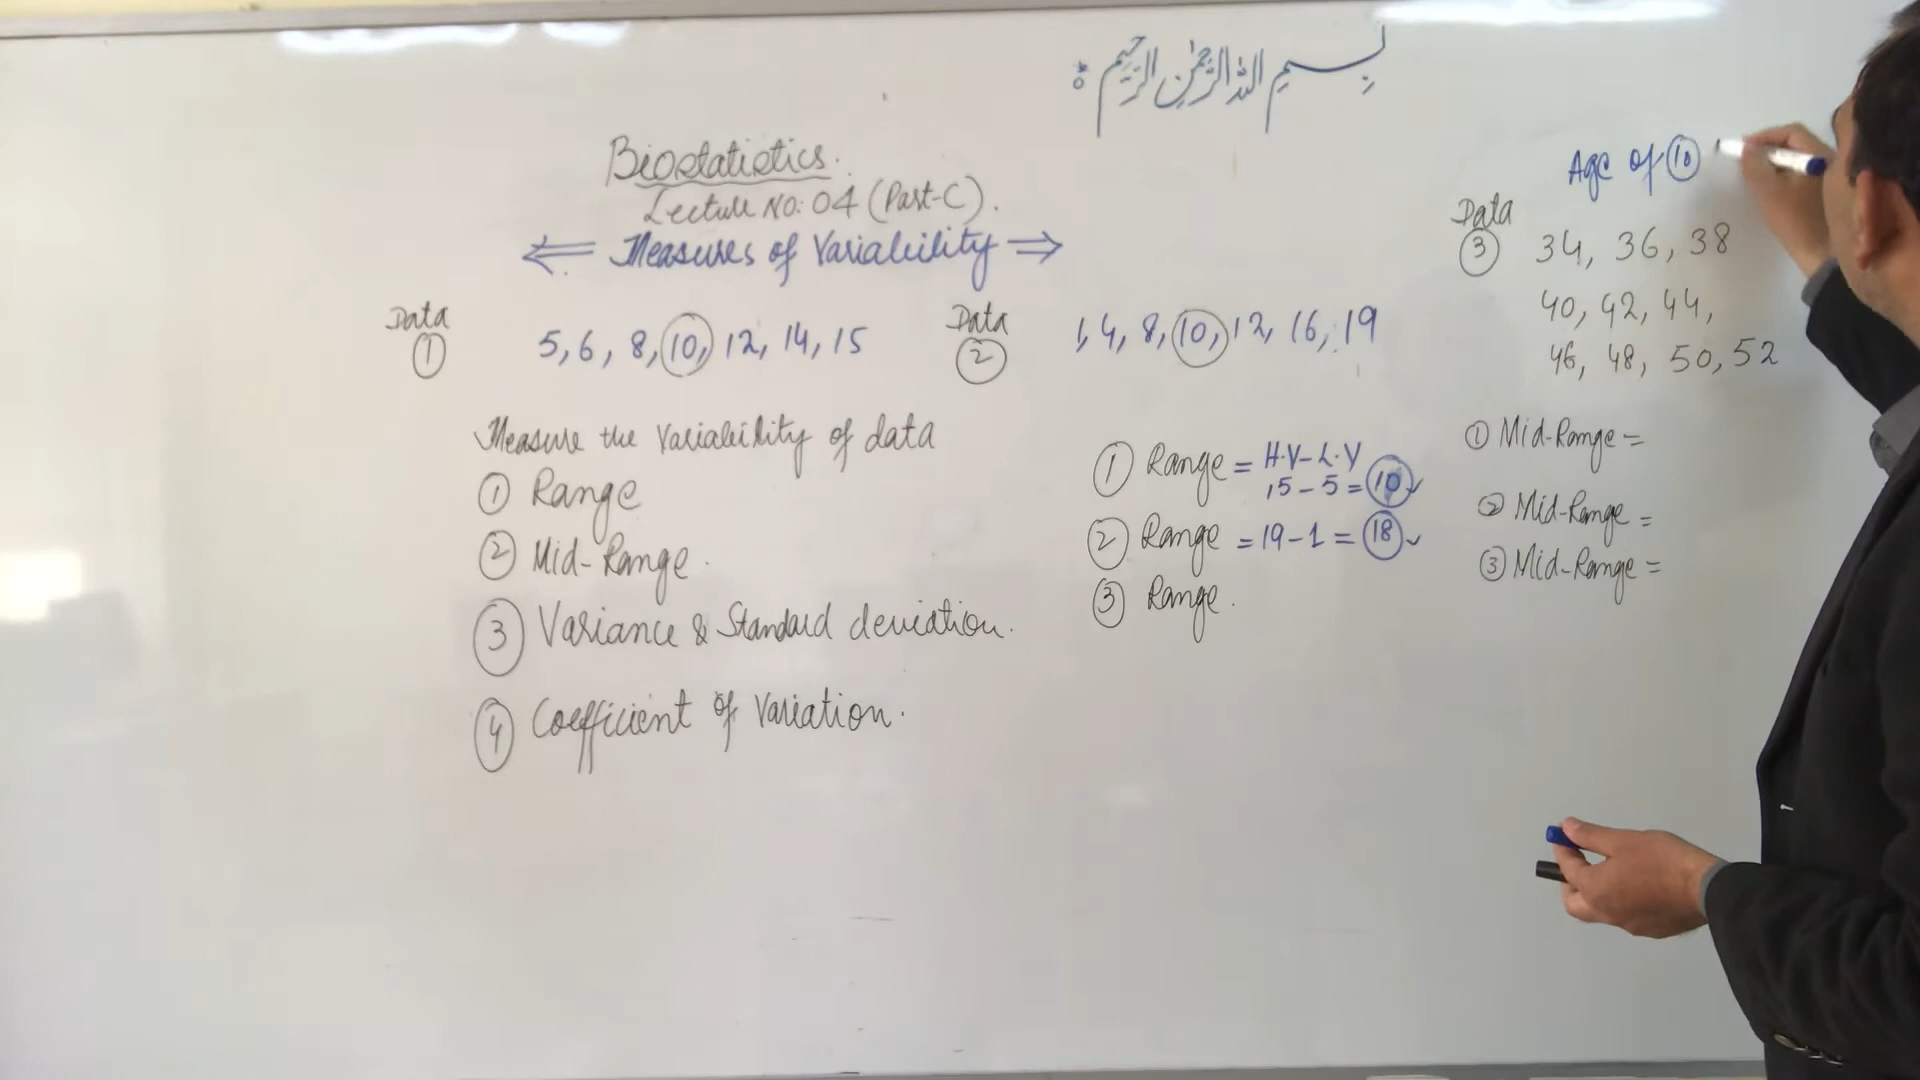 بسم الله الرحمن الرحيم
Biostatistics.
Lecture No: 04 (Part-C).
⇐ Measures of Variability ⇒
Data
① 5, 6, 8, 10, 12, 14, 15
Data
② 1, 4, 8, 10, 12, 16, 19
Age of 10
Data
③ 34, 36, 38
40, 42, 44,
46, 48, 50, 52
Measure the Variability of data
① Range
② Mid-Range.
③ Variance & Standard deviation.
④ Coefficient of Variation.
① Range = H.V - L.V
15 - 5 = 10
② Range = 19 - 1 = 18
③ Range.
① Mid-Range =
② Mid-Range =
③ Mid-Range =